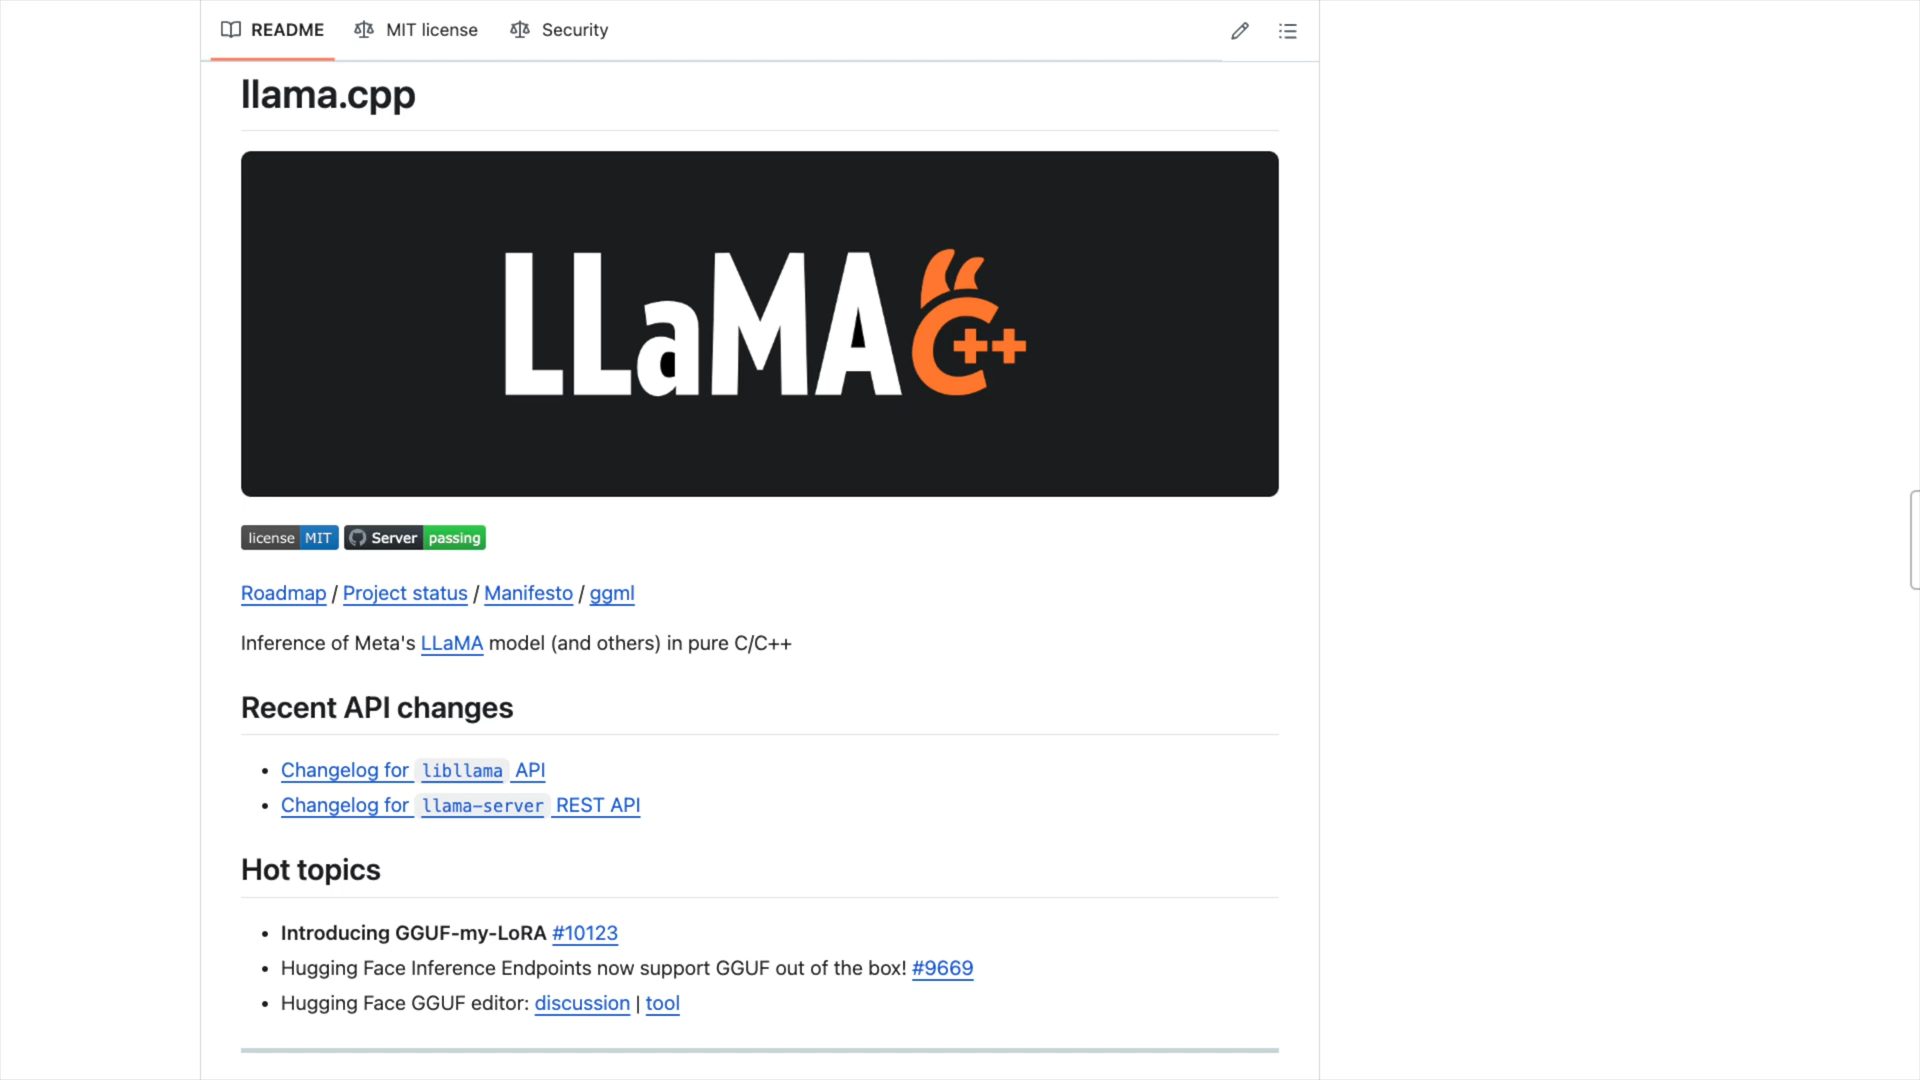 README MIT license Security
llama.cpp
LLaMA C++
license MIT Server passing
Roadmap / Project status / Manifesto / ggml
Inference of Meta's LLaMA model (and others) in pure C/C++
Recent API changes
Changelog for libllama API
Changelog for llama-server REST API
Hot topics
Introducing GGUF-my-LoRA #10123
Hugging Face Inference Endpoints now support GGUF out of the box! #9669
Hugging Face GGUF editor: discussion | tool